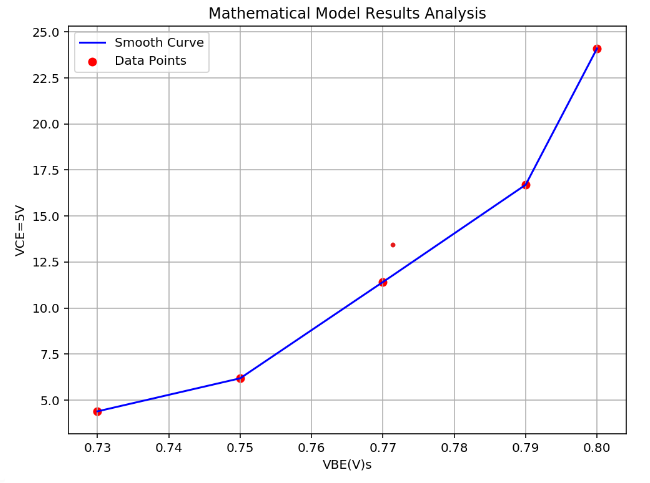 Mathematical Model Results Analysis
Smooth Curve
Data Points
25.0
22.5
20.0
17.5
15.0
12.5
10.0
7.5
5.0
VCE=5V
0.73 0.74 0.75 0.76 0.77 0.78 0.79 0.80
VBE(V)s